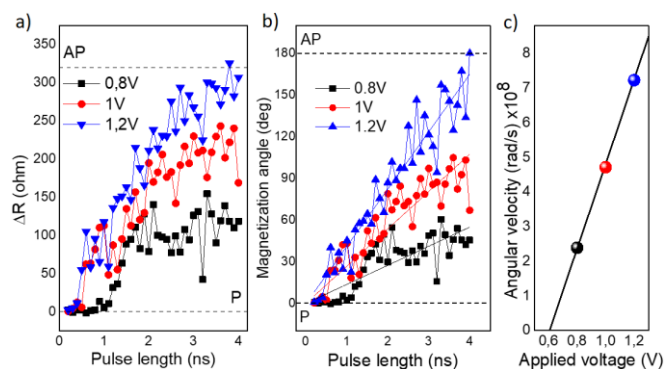 a)
ΔR (ohm)
350
300
250
200
150
100
50
0
AP
0,8V
1V
1,2V
P
0 1 2 3 4
Pulse length (ns)
b)
Magnetization angle (deg)
180
150
120
90
60
30
0
AP
0.8V
1V
1.2V
P
0 1 2 3 4
Pulse length (ns)
c)
Angular velocity (rad/s) x10⁸
8
7
6
5
4
3
2
1
0
0,6 0,8 1,0 1,2
Applied voltage (V)